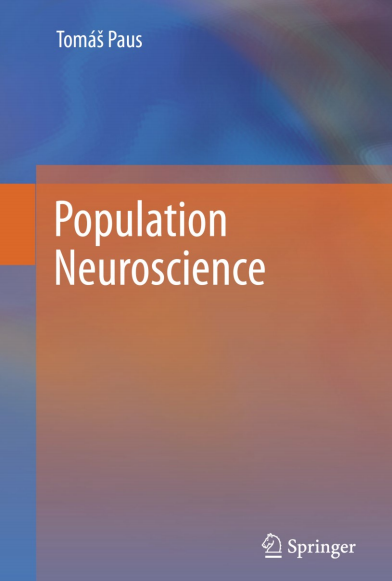 Tomáš Paus
Population
Neuroscience
Springer